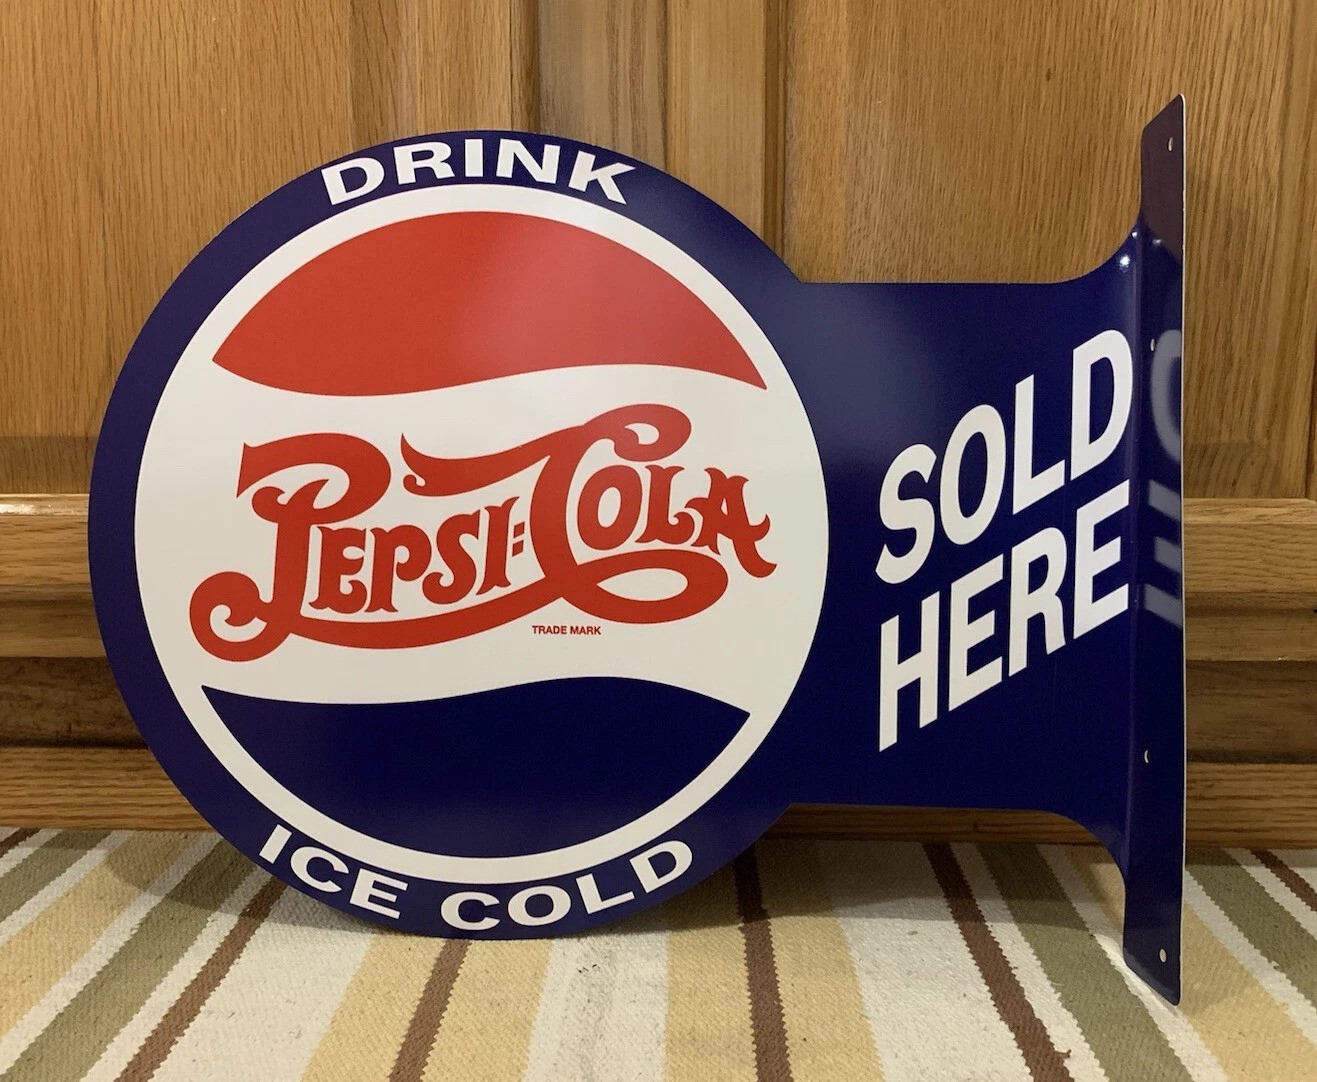 DRINK
PEPSI-COLA
TRADE MARK
ICE COLD
SOLD
HERE